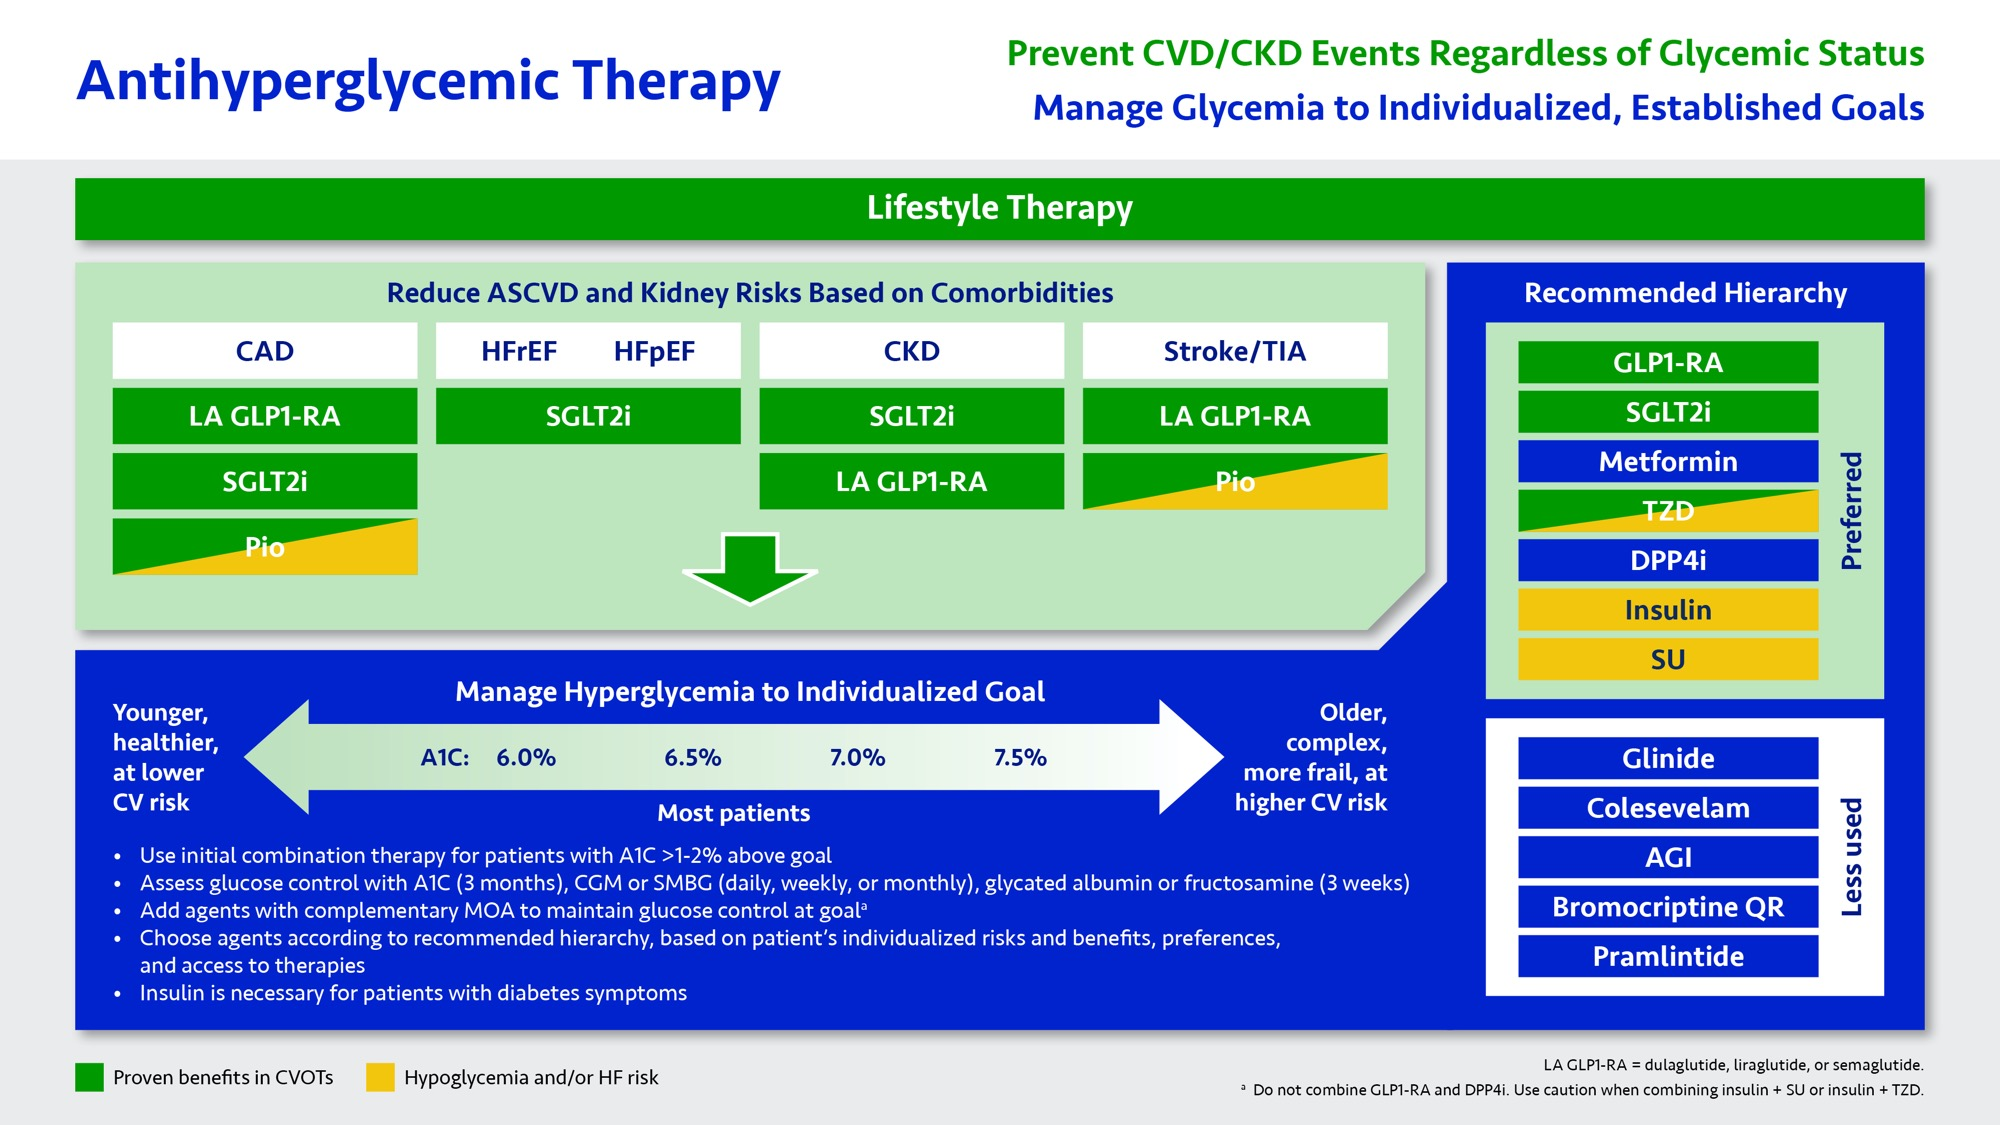 Antihyperglycemic Therapy
Prevent CVD/CKD Events Regardless of Glycemic Status
Manage Glycemia to Individualized, Established Goals
Lifestyle Therapy
Reduce ASCVD and Kidney Risks Based on Comorbidities
CAD
LA GLP1-RA
SGLT2i
Pio
HFrEF HFpEF
SGLT2i
CKD
SGLT2i
LA GLP1-RA
Stroke/TIA
LA GLP1-RA
Pio
Manage Hyperglycemia to Individualized Goal
Younger,
healthier,
at lower
CV risk
A1C: 6.0% 6.5% 7.0% 7.5%
Most patients
Older,
complex,
more frail, at
higher CV risk
• Use initial combination therapy for patients with A1C >1-2% above goal
• Assess glucose control with A1C (3 months), CGM or SMBG (daily, weekly, or monthly), glycated albumin or fructosamine (3 weeks)
• Add agents with complementary MOA to maintain glucose control at goalᵃ
• Choose agents according to recommended hierarchy, based on patient’s individualized risks and benefits, preferences,
and access to therapies
• Insulin is necessary for patients with diabetes symptoms
Recommended Hierarchy
GLP1-RA
SGLT2i
Metformin
TZD
DPP4i
Insulin
SU
Preferred
Glinide
Colesevelam
AGI
Bromocriptine QR
Pramlintide
Less used
Proven benefits in CVOTs
Hypoglycemia and/or HF risk
LA GLP1-RA = dulaglutide, liraglutide, or semaglutide.
ᵃ Do not combine GLP1-RA and DPP4i. Use caution when combining insulin + SU or insulin + TZD.